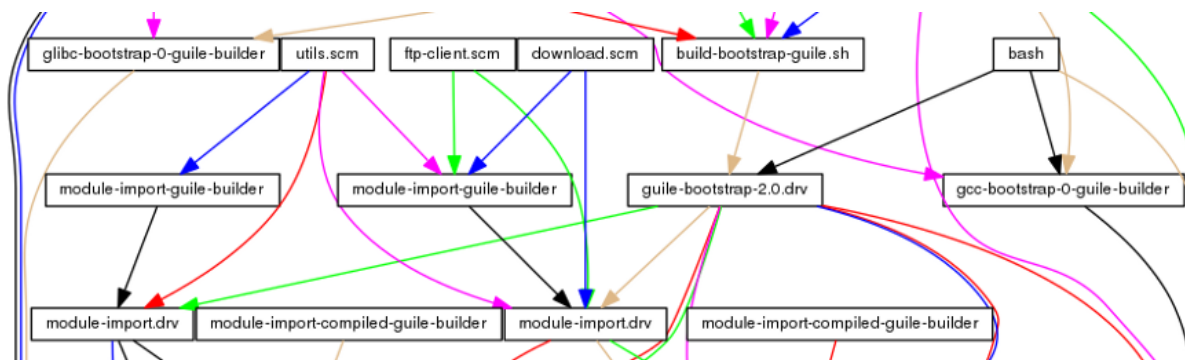 glibc-bootstrap-0-guile-builder
utils.scm
ftp-client.scm
download.scm
build-bootstrap-guile.sh
bash
module-import-guile-builder
module-import-guile-builder
guile-bootstrap-2.0.drv
gcc-bootstrap-0-guile-builder
module-import.drv
module-import-compiled-guile-builder
module-import.drv
module-import-compiled-guile-builder